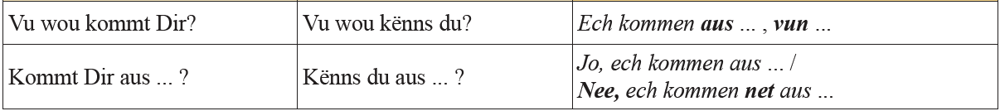 Vu wou kommt Dir? Vu wou kënns du? Ech kommen aus ... , vun ...
Kommt Dir aus ... ? Kënns du aus ... ? Jo, ech kommen aus ... /
Nee, ech kommen net aus ...